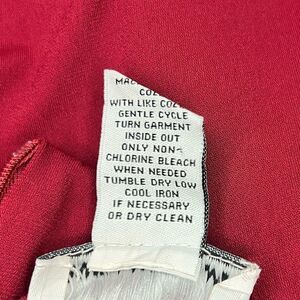 WITH LIKE
GENTLE CYCLE
TURN GARMENT
INSIDE OUT
ONLY NON-
CHLORINE BLEACH
WHEN NEEDED
TUMBLE DRY LOW
COOL IRON
IF NECESSARY
OR DRY CLEAN